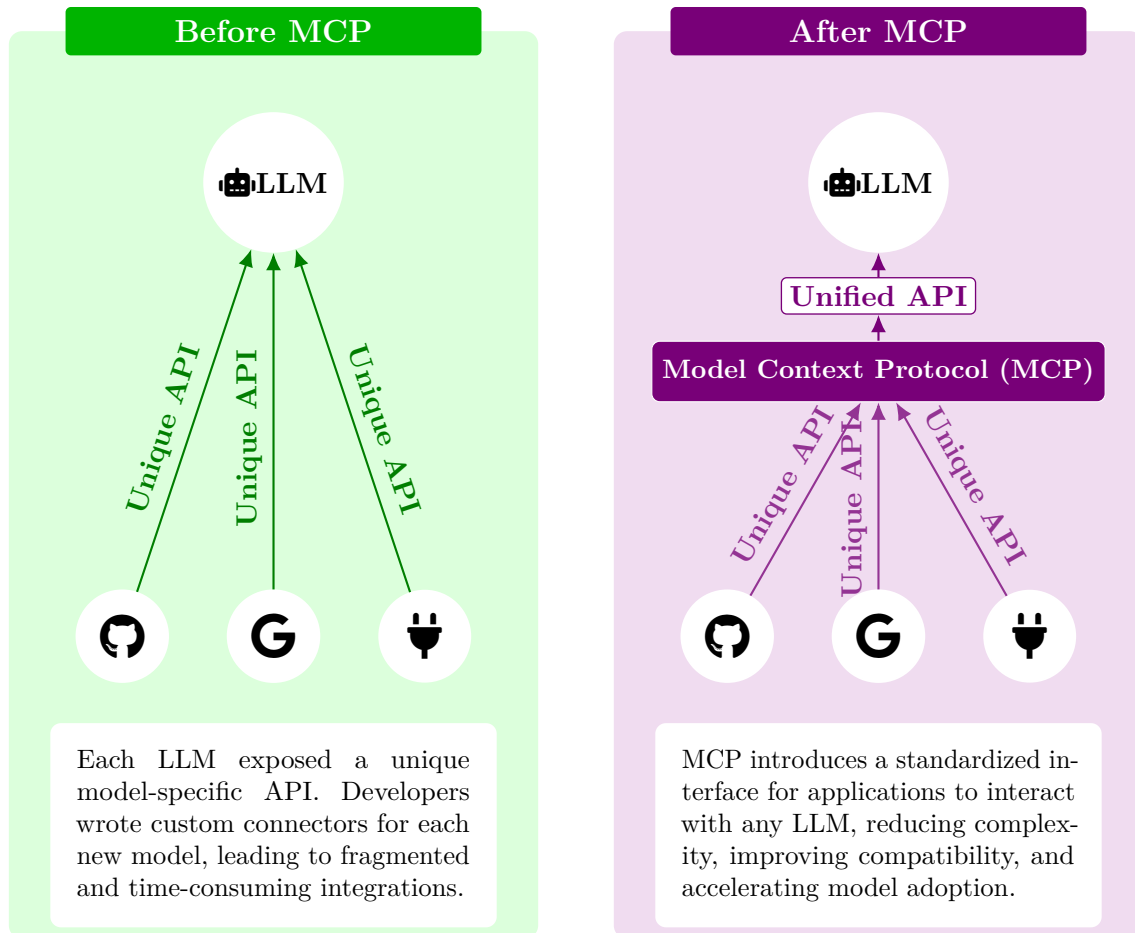 Before MCP
LLM
Unique API
Unique API
Unique API
Each LLM exposed a unique
model-specific API. Developers
wrote custom connectors for each
new model, leading to fragmented
and time-consuming integrations.
After MCP
LLM
Unified API
Model Context Protocol (MCP)
Unique API
Unique API
Unique API
MCP introduces a standardized in-
terface for applications to interact
with any LLM, reducing complex-
ity, improving compatibility, and
accelerating model adoption.